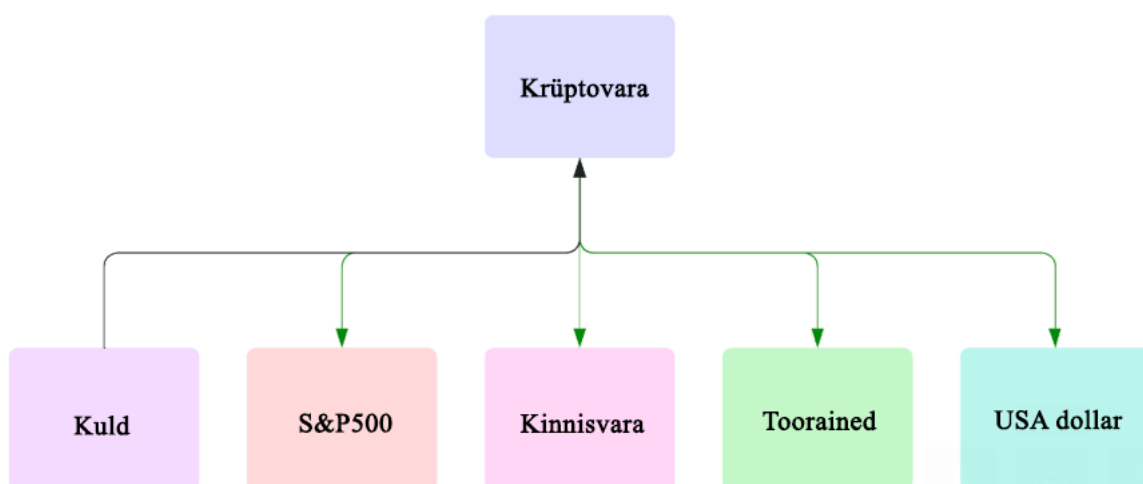 Krüptovara
Kuld
S&P500
Kinnisvara
Toorained
USA dollar